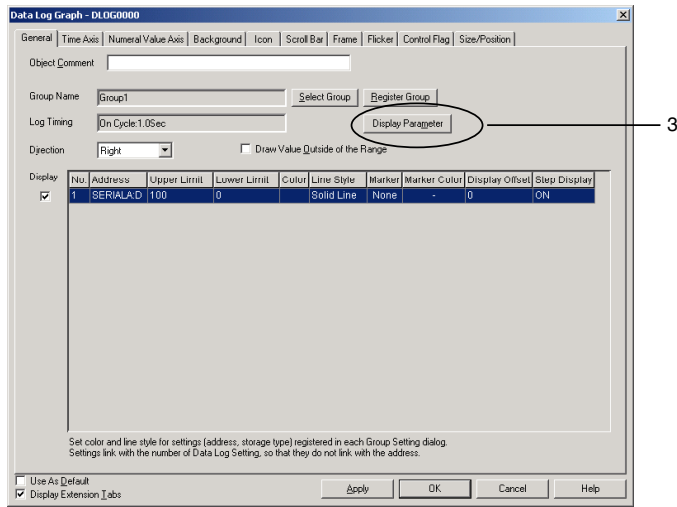 Data Log Graph - DLOG0000
General Time Axis Numeral Value Axis Background Icon Scroll Bar Frame Flicker Control Flag Size/Position
Object Comment
Group Name Group1 Select Group Register Group
Log Timing On Cycle:1.0Sec Display Parameter 3
Direction Right Draw Value Outside of the Range
Display No. Address Upper Limit Lower Limit Color Line Style Marker Marker Color Display Offset Step Display
1 SERIALA:D 100 0 Solid Line None - 0 ON
Set color and line style for settings (address, storage type) registered in each Group Setting dialog.
Settings link with the number of Data Log Setting, so that they do not link with the address.
Use As Default
Display Extension Tabs Apply OK Cancel Help